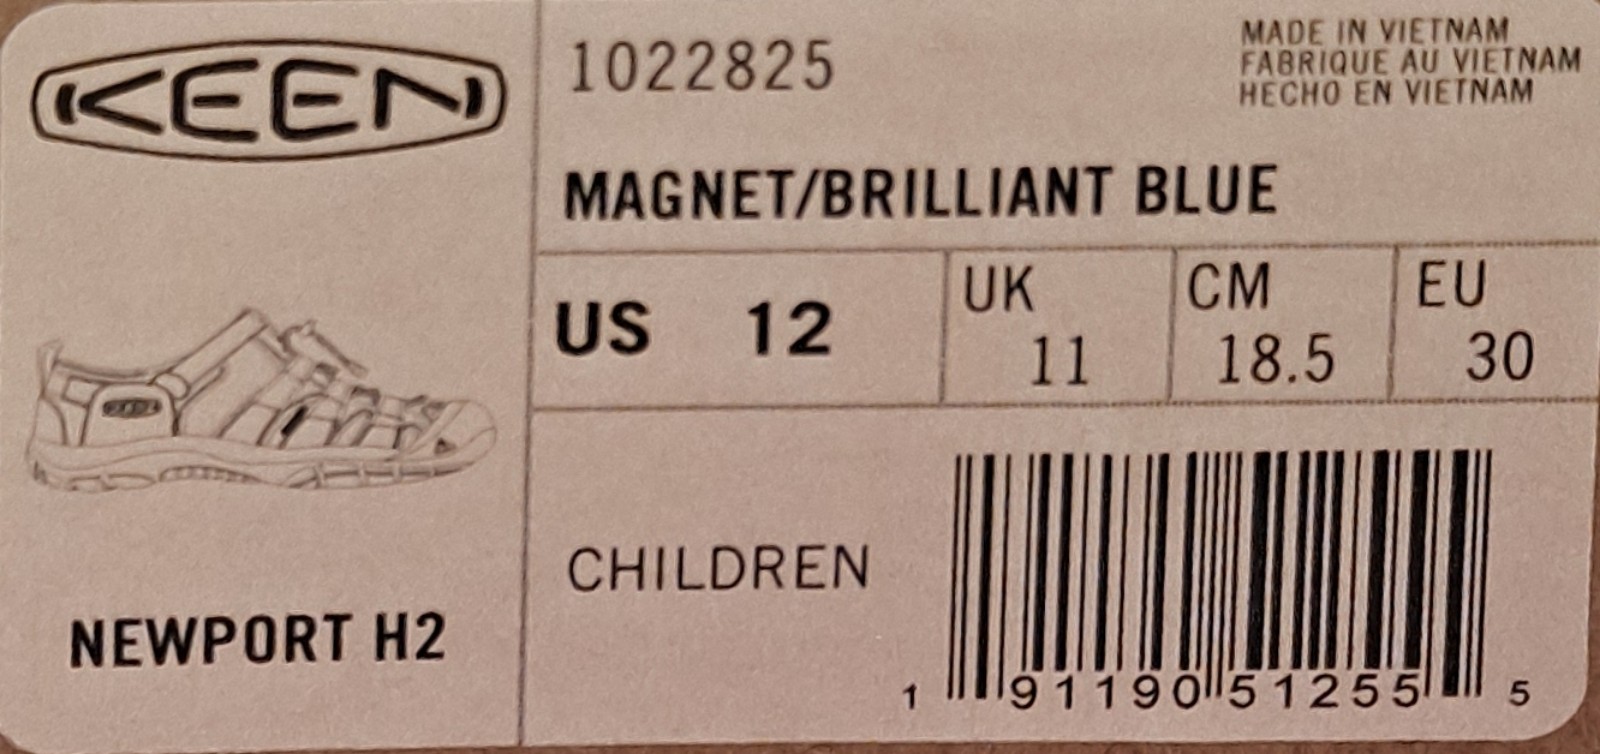 KEEN
1022825
MADE IN VIETNAM
FABRIQUE AU VIETNAM
HECHO EN VIETNAM
MAGNET/BRILLIANT BLUE
US 12
UK 11
CM 18.5
EU 30
CHILDREN
NEWPORT H2
1 91190 51255 5